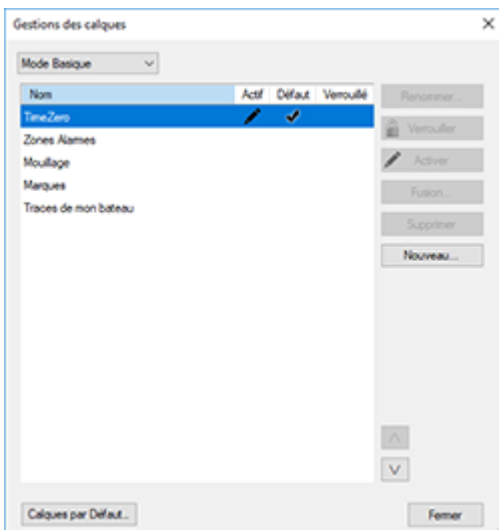 Gestions des calques
Mode Basique
Nom Actif Défaut Verrouillé
TimeZero
Zones Alarmes
Mouillage
Marques
Traces de mon bateau
Renommer...
Verrouiller
Activer
Fusion...
Supprimer
Nouveau...
Calques par Défaut...
Fermer